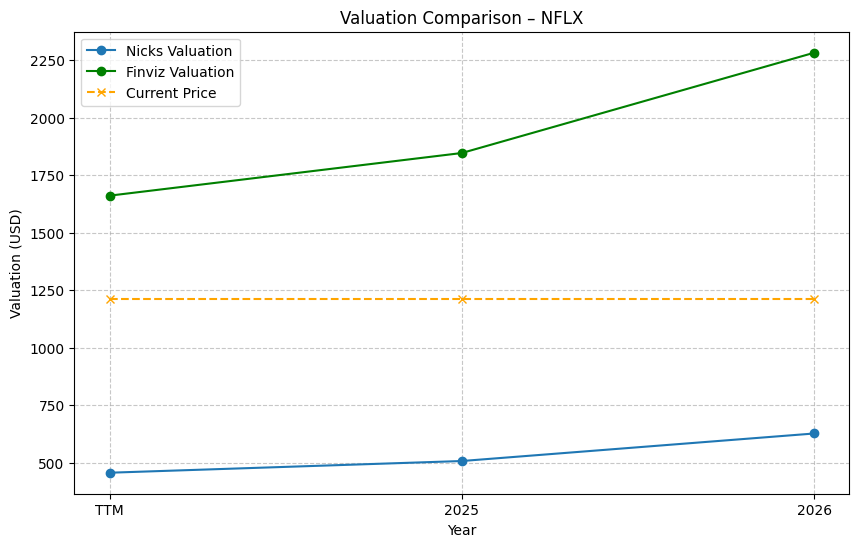 Valuation Comparison – NFLX
Nicks Valuation
Finviz Valuation
Current Price
Valuation (USD)
2250
2000
1750
1500
1250
1000
750
500
TTM
2025
2026
Year